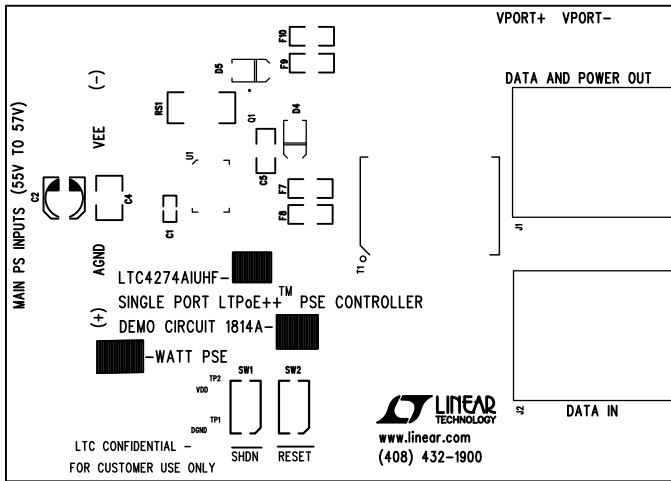 VPORT+ VPORT-
F10
F9
D5
DATA AND POWER OUT
MAIN PS INPUTS (55V TO 57V)
(-)
RS1
Q1
D4
VEE
U1
C5
C2
C4
C1
F7
F8
J1
T1
AGND
LTC4274AIUHF-
SINGLE PORT LTPoE++™ PSE CONTROLLER
(+)
DEMO CIRCUIT 1814A-
-WATT PSE
SW1
SW2
TP2
VDD
TP1
DGND
SHDN
RESET
LTC CONFIDENTIAL -
FOR CUSTOMER USE ONLY
LINEAR
TECHNOLOGY
www.linear.com
(408) 432-1900
J2
DATA IN